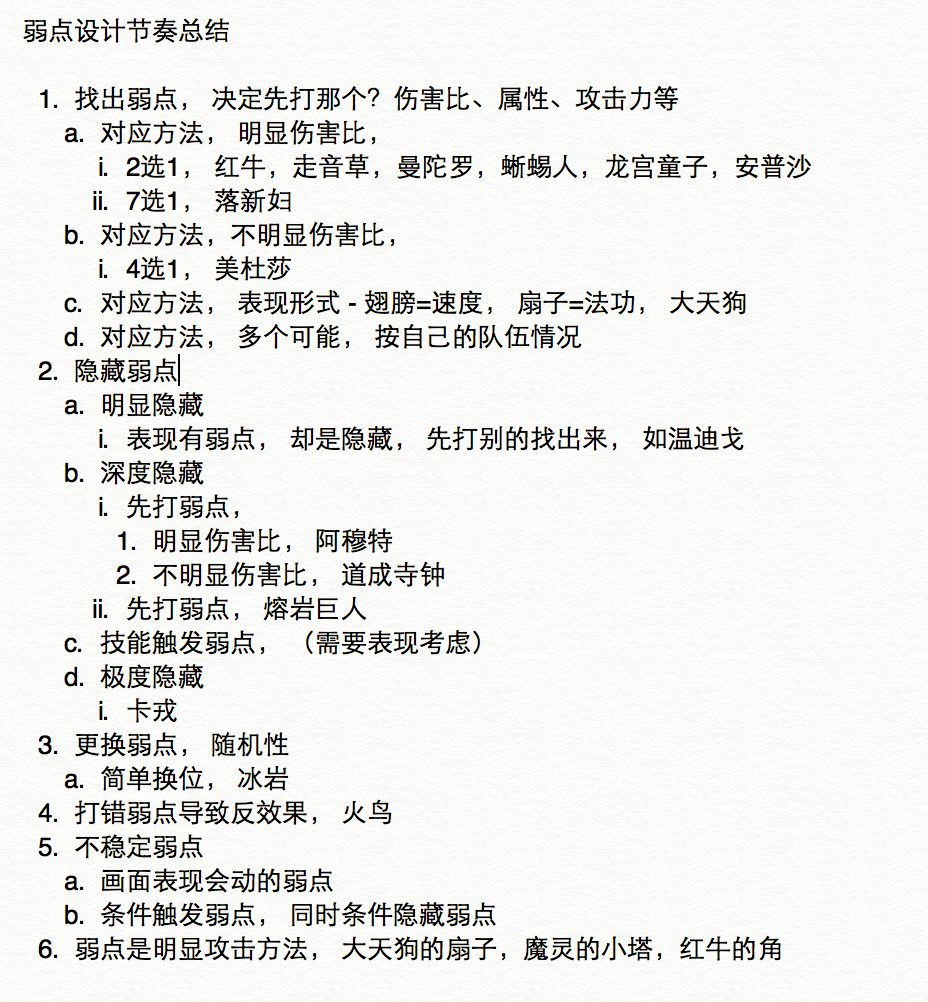 弱点设计节奏总结
1. 找出弱点， 决定先打那个？伤害比、属性、攻击力等
a. 对应方法， 明显伤害比，
i. 2选1， 红牛，走音草，曼陀罗，蜥蜴人，龙宫童子，安普沙
ii. 7选1， 落新妇
b. 对应方法，不明显伤害比，
i. 4选1， 美杜莎
c. 对应方法， 表现形式 - 翅膀=速度， 扇子=法功， 大天狗
d. 对应方法， 多个可能， 按自己的队伍情况
2. 隐藏弱点
a. 明显隐藏
i. 表现有弱点， 却是隐藏， 先打别的找出来， 如温迪戈
b. 深度隐藏
i. 先打弱点，
1. 明显伤害比， 阿穆特
2. 不明显伤害比， 道成寺钟
ii. 先打弱点， 熔岩巨人
c. 技能触发弱点， （需要表现考虑）
d. 极度隐藏
i. 卡戎
3. 更换弱点， 随机性
a. 简单换位， 冰岩
4. 打错弱点导致反效果， 火鸟
5. 不稳定弱点
a. 画面表现会动的弱点
b. 条件触发弱点， 同时条件隐藏弱点
6. 弱点是明显攻击方法， 大天狗的扇子，魔灵的小塔，红牛的角